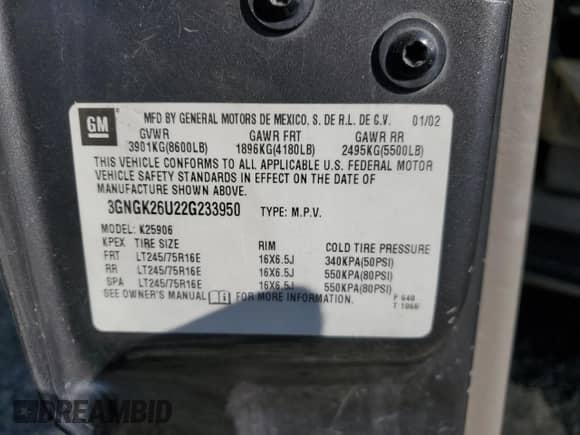 GM
MFD BY GENERAL MOTORS DE MEXICO, S. DE R.L. DE C.V. 01/02
GVWR GAWR FRT GAWR RR
3901KG(8600LB) 1896KG(4180LB) 2495KG(5500LB)
THIS VEHICLE CONFORMS TO ALL APPLICABLE U.S. FEDERAL MOTOR
VEHICLE SAFETY STANDARDS IN EFFECT ON THE DATE OF
MANUFACTURE SHOWN ABOVE.
3GNGK26U22G233950 TYPE: M.P.V.
MODEL: K25906
KPEX TIRE SIZE RIM COLD TIRE PRESSURE
FRT LT245/75R16E 16X6.5J 340KPA(50PSI)
RR LT245/75R16E 16X6.5J 550KPA(80PSI)
SPA LT245/75R16E 16X6.5J 550KPA(80PSI)
SEE OWNER'S MANUAL FOR MORE INFORMATION.
DREAMBID